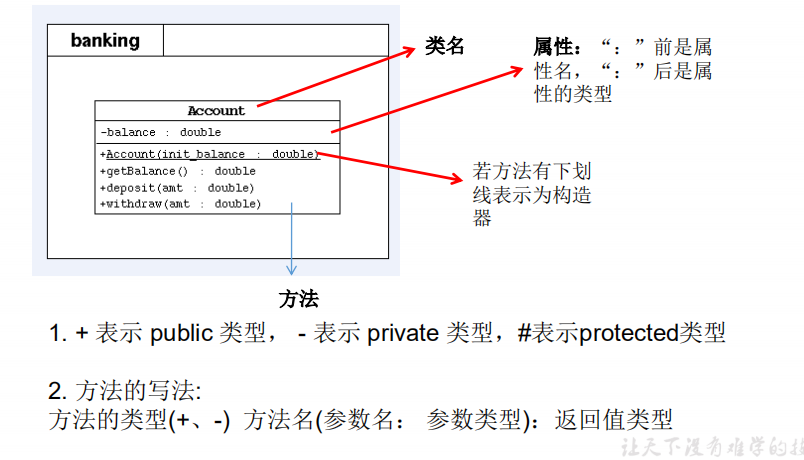 banking
类名
属性：“：”前是属
性名，“：”后是属
性的类型
Account
-balance : double
+Account(init_balance : double)
+getBalance() : double
+deposit(amt : double)
+withdraw(amt : double)
若方法有下划
线表示为构造
器
方法
1. + 表示 public 类型， - 表示 private 类型，#表示protected类型
2. 方法的写法:
方法的类型(+、-) 方法名(参数名： 参数类型)：返回值类型
让天下没有难学的技